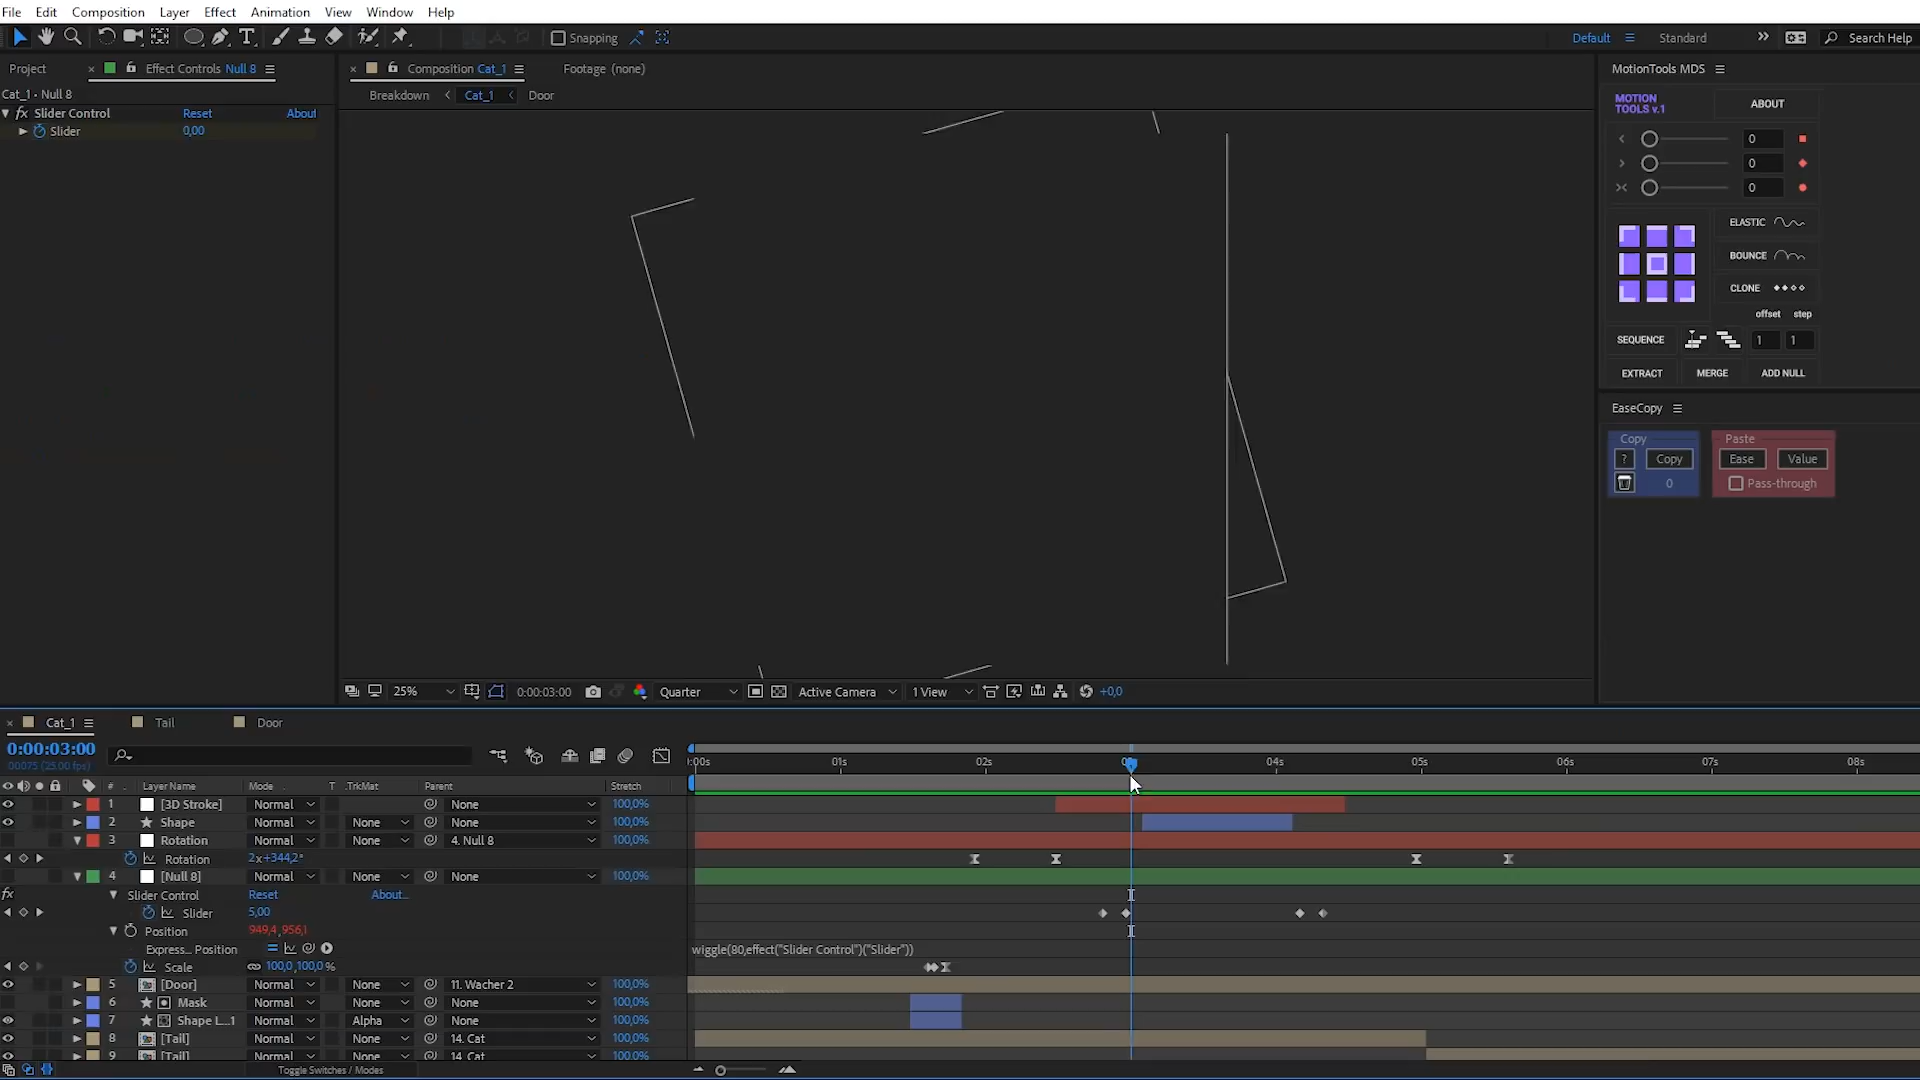 File Edit Composition Layer Effect Animation View Window Help
Snapping Default Standard Search Help
Project Effect Controls Null 8 Composition Cat_1 Footage (none) MotionTools MDS
Cat_1 • Null 8 Breakdown Cat_1 Door
fx Slider Control Reset About MOTION TOOLS v.1 ABOUT
Slider 0,00
0
0
0
ELASTIC
BOUNCE
CLONE
offset step
SEQUENCE 1 1
EXTRACT MERGE ADD NULL
EaseCopy
Copy Paste
? Copy Ease Value
0 Pass-through
25% 0:00:03:00 Quarter Active Camera 1 View +0,0
Cat_1 Tail Door
0:00:03:00
00075 (25.00 fps)
01s 02s 04s 05s 06s 07s 08s
# Layer Name Mode T .TrkMat Parent Stretch
1 [3D Stroke] Normal None 100,0%
2 Shape Normal None None 100,0%
3 Rotation Normal None 4. Null 8 100,0%
Rotation 2x+344,2°
4 [Null 8] Normal None None 100,0%
fx Slider Control Reset About...
Slider 5,00
Position 949,4 ,956,1
Express... Position wiggle(80,effect("Slider Control")("Slider"))
Scale 100,0 ,100,0 %
5 [Door] Normal None 11. Wacher 2 100,0%
6 Mask Normal None None 100,0%
7 Shape L...1 Normal Alpha None 100,0%
8 [Tail] Normal None 14. Cat 100,0%
9 [Tail] Normal None 14. Cat 100,0%
Toggle Switches / Modes